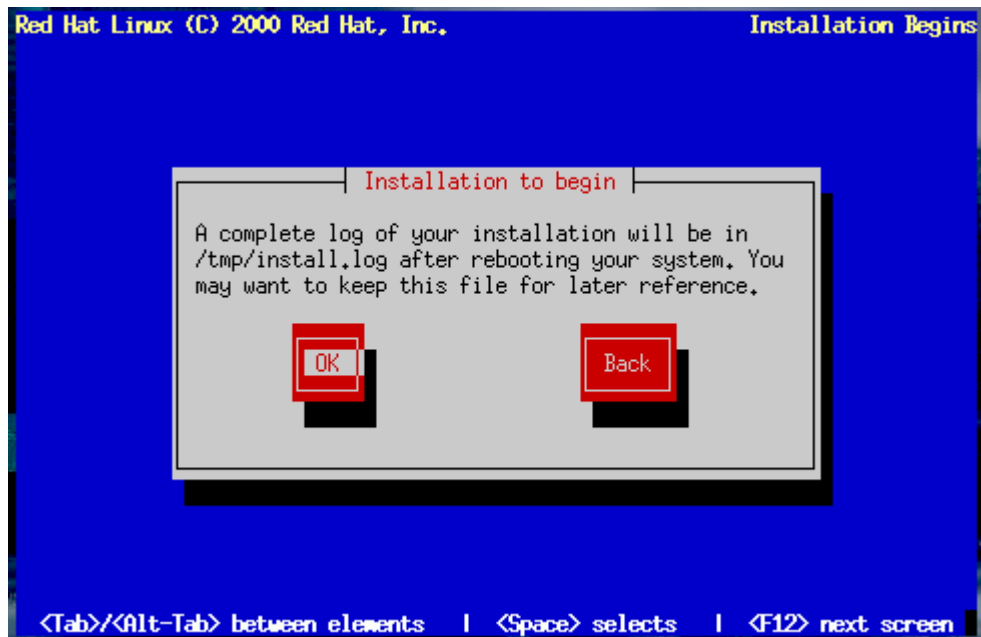 Red Hat Linux (C) 2000 Red Hat, Inc. Installation Begins
Installation to begin
A complete log of your installation will be in
/tmp/install.log after rebooting your system. You
may want to keep this file for later reference.
OK Back
<Tab>/<Alt-Tab> between elements | <Space> selects | <F12> next screen